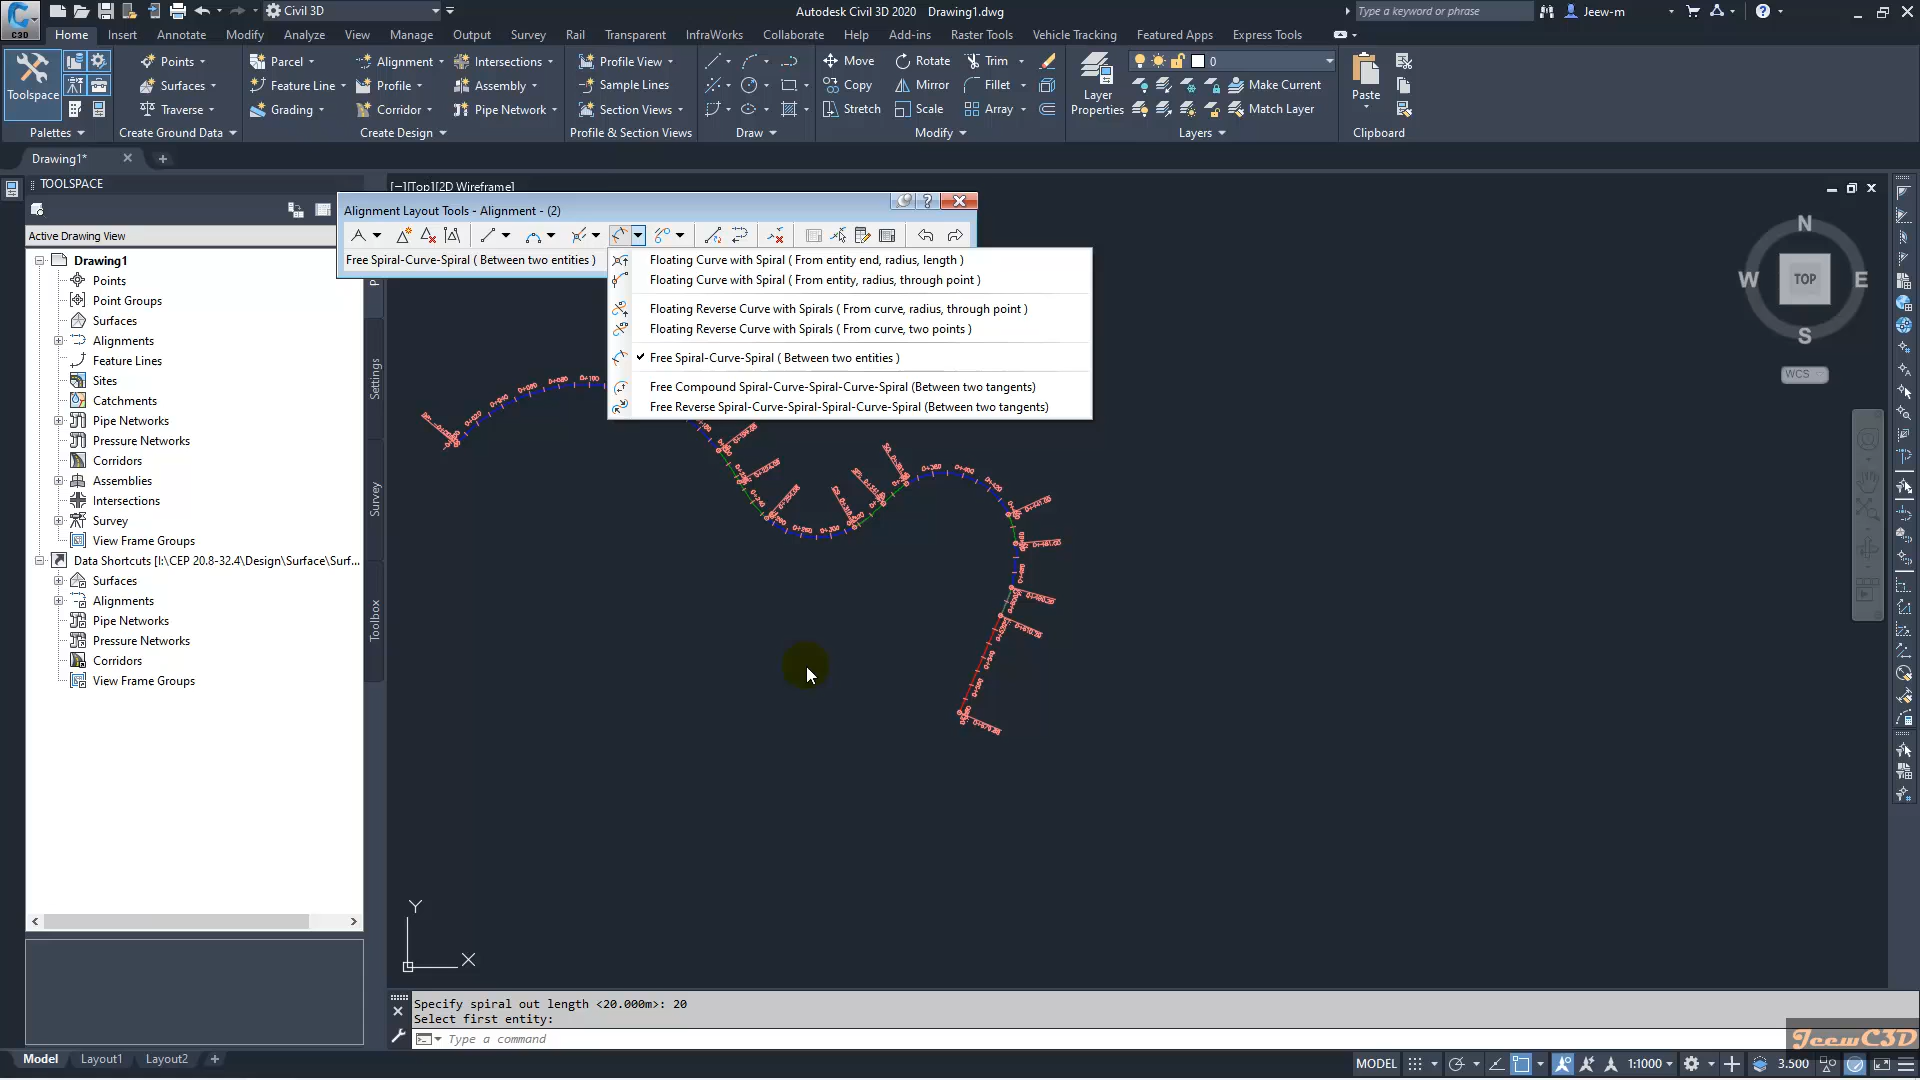 Civil 3D
Autodesk Civil 3D 2020 Drawing1.dwg
Type a keyword or phrase
Jeew-m
C3D
Home Insert Annotate Modify Analyze View Manage Output Survey Rail Transparent InfraWorks Collaborate Help Add-ins Raster Tools Vehicle Tracking Featured Apps Express Tools
Points Parcel Alignment Intersections Profile View Move Rotate Trim 0
Toolspace Surfaces Feature Line Profile Assembly Sample Lines Copy Mirror Fillet Layer Properties Make Current Paste
Traverse Grading Corridor Pipe Network Section Views Stretch Scale Array Match Layer
Palettes Create Ground Data Create Design Profile & Section Views Draw Modify Layers Clipboard
Drawing1*
TOOLSPACE
[−][Top][2D Wireframe]
Active Drawing View
Alignment Layout Tools - Alignment - (2)
Free Spiral-Curve-Spiral ( Between two entities )
Floating Curve with Spiral ( From entity end, radius, length )
Floating Curve with Spiral ( From entity, radius, through point )
Floating Reverse Curve with Spirals ( From curve, radius, through point )
Floating Reverse Curve with Spirals ( From curve, two points )
Free Spiral-Curve-Spiral ( Between two entities )
Free Compound Spiral-Curve-Spiral-Curve-Spiral (Between two tangents)
Free Reverse Spiral-Curve-Spiral-Spiral-Curve-Spiral (Between two tangents)
Drawing1
Points
Point Groups
Surfaces
Alignments
Feature Lines
Sites
Catchments
Pipe Networks
Pressure Networks
Corridors
Assemblies
Intersections
Survey
View Frame Groups
Data Shortcuts [I:\CEP 20.8-32.4\Design\Surface\Surf...
Surfaces
Alignments
Pipe Networks
Pressure Networks
Corridors
View Frame Groups
Settings
Survey
Toolbox
N
W TOP E
S
WCS
Y
X
Specify spiral out length <20.000m>: 20
Select first entity:
Type a command
Model Layout1 Layout2 +
MODEL 1:1000 3.500
JeewC3D